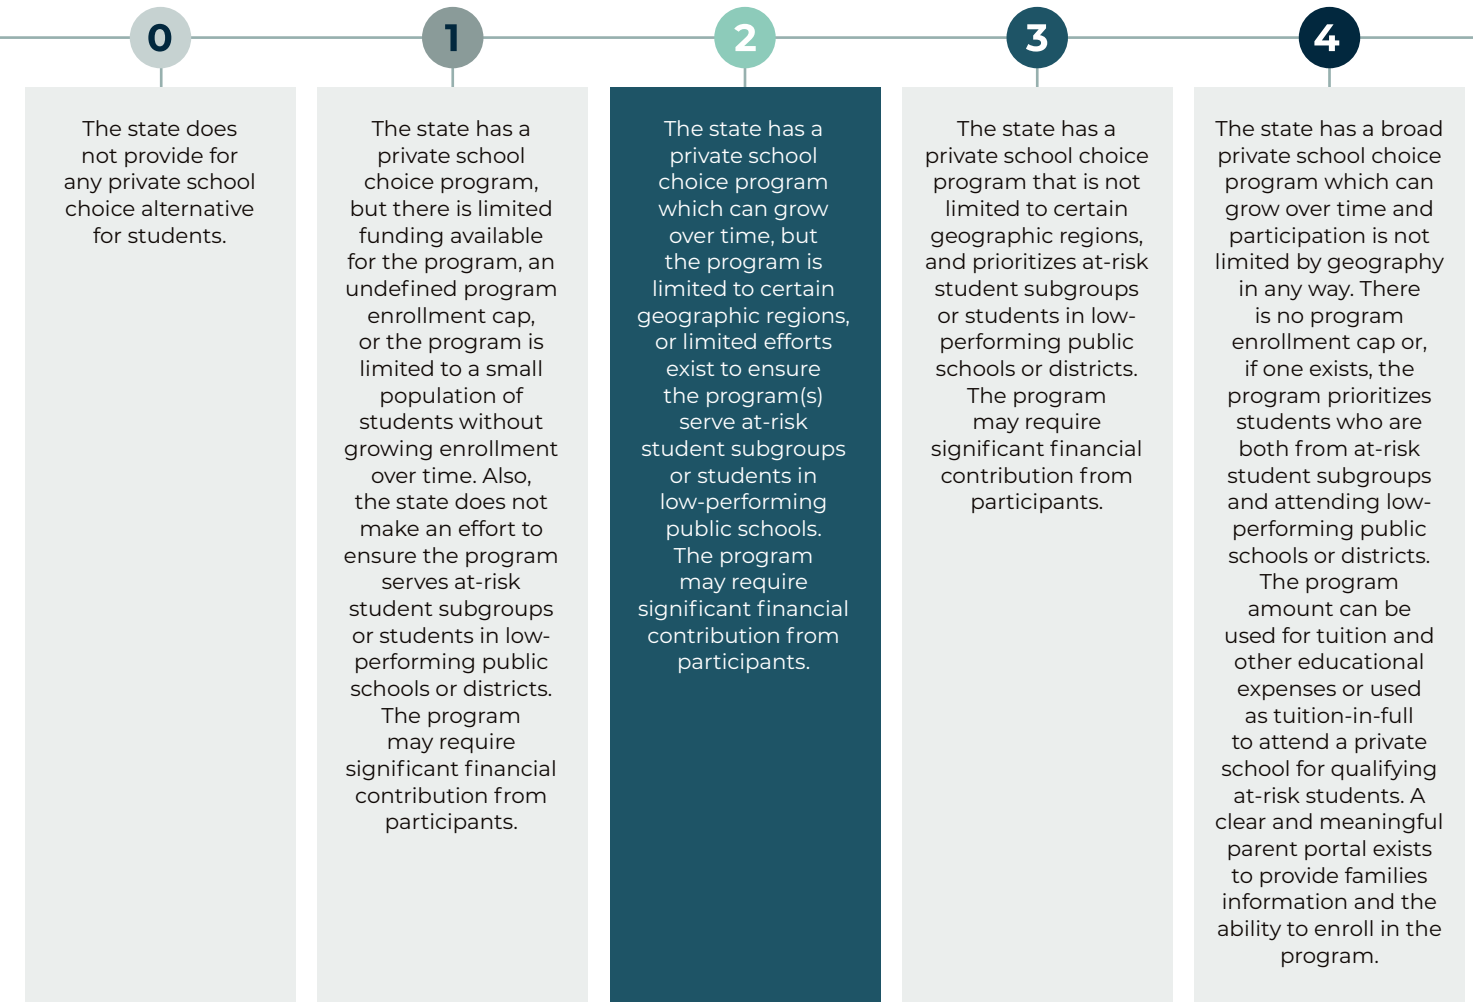 0
The state does
not provide for
any private school
choice alternative
for students.
1
The state has a
private school
choice program,
but there is limited
funding available
for the program, an
undefined program
enrollment cap,
or the program is
limited to a small
population of
students without
growing enrollment
over time. Also,
the state does not
make an effort to
ensure the program
serves at-risk
student subgroups
or students in low-
performing public
schools or districts.
The program
may require
significant financial
contribution from
participants.
2
The state has a
private school
choice program
which can grow
over time, but
the program is
limited to certain
geographic regions,
or limited efforts
exist to ensure
the program(s)
serve at-risk
student subgroups
or students in
low-performing
public schools.
The program
may require
significant financial
contribution from
participants.
3
The state has a
private school choice
program that is not
limited to certain
geographic regions,
and prioritizes at-risk
student subgroups
or students in low-
performing public
schools or districts.
The program
may require
significant financial
contribution from
participants.
4
The state has a broad
private school choice
program which can
grow over time and
participation is not
limited by geography
in any way. There
is no program
enrollment cap or,
if one exists, the
program prioritizes
students who are
both from at-risk
student subgroups
and attending low-
performing public
schools or districts.
The program
amount can be
used for tuition and
other educational
expenses or used
as tuition-in-full
to attend a private
school for qualifying
at-risk students. A
clear and meaningful
parent portal exists
to provide families
information and the
ability to enroll in the
program.